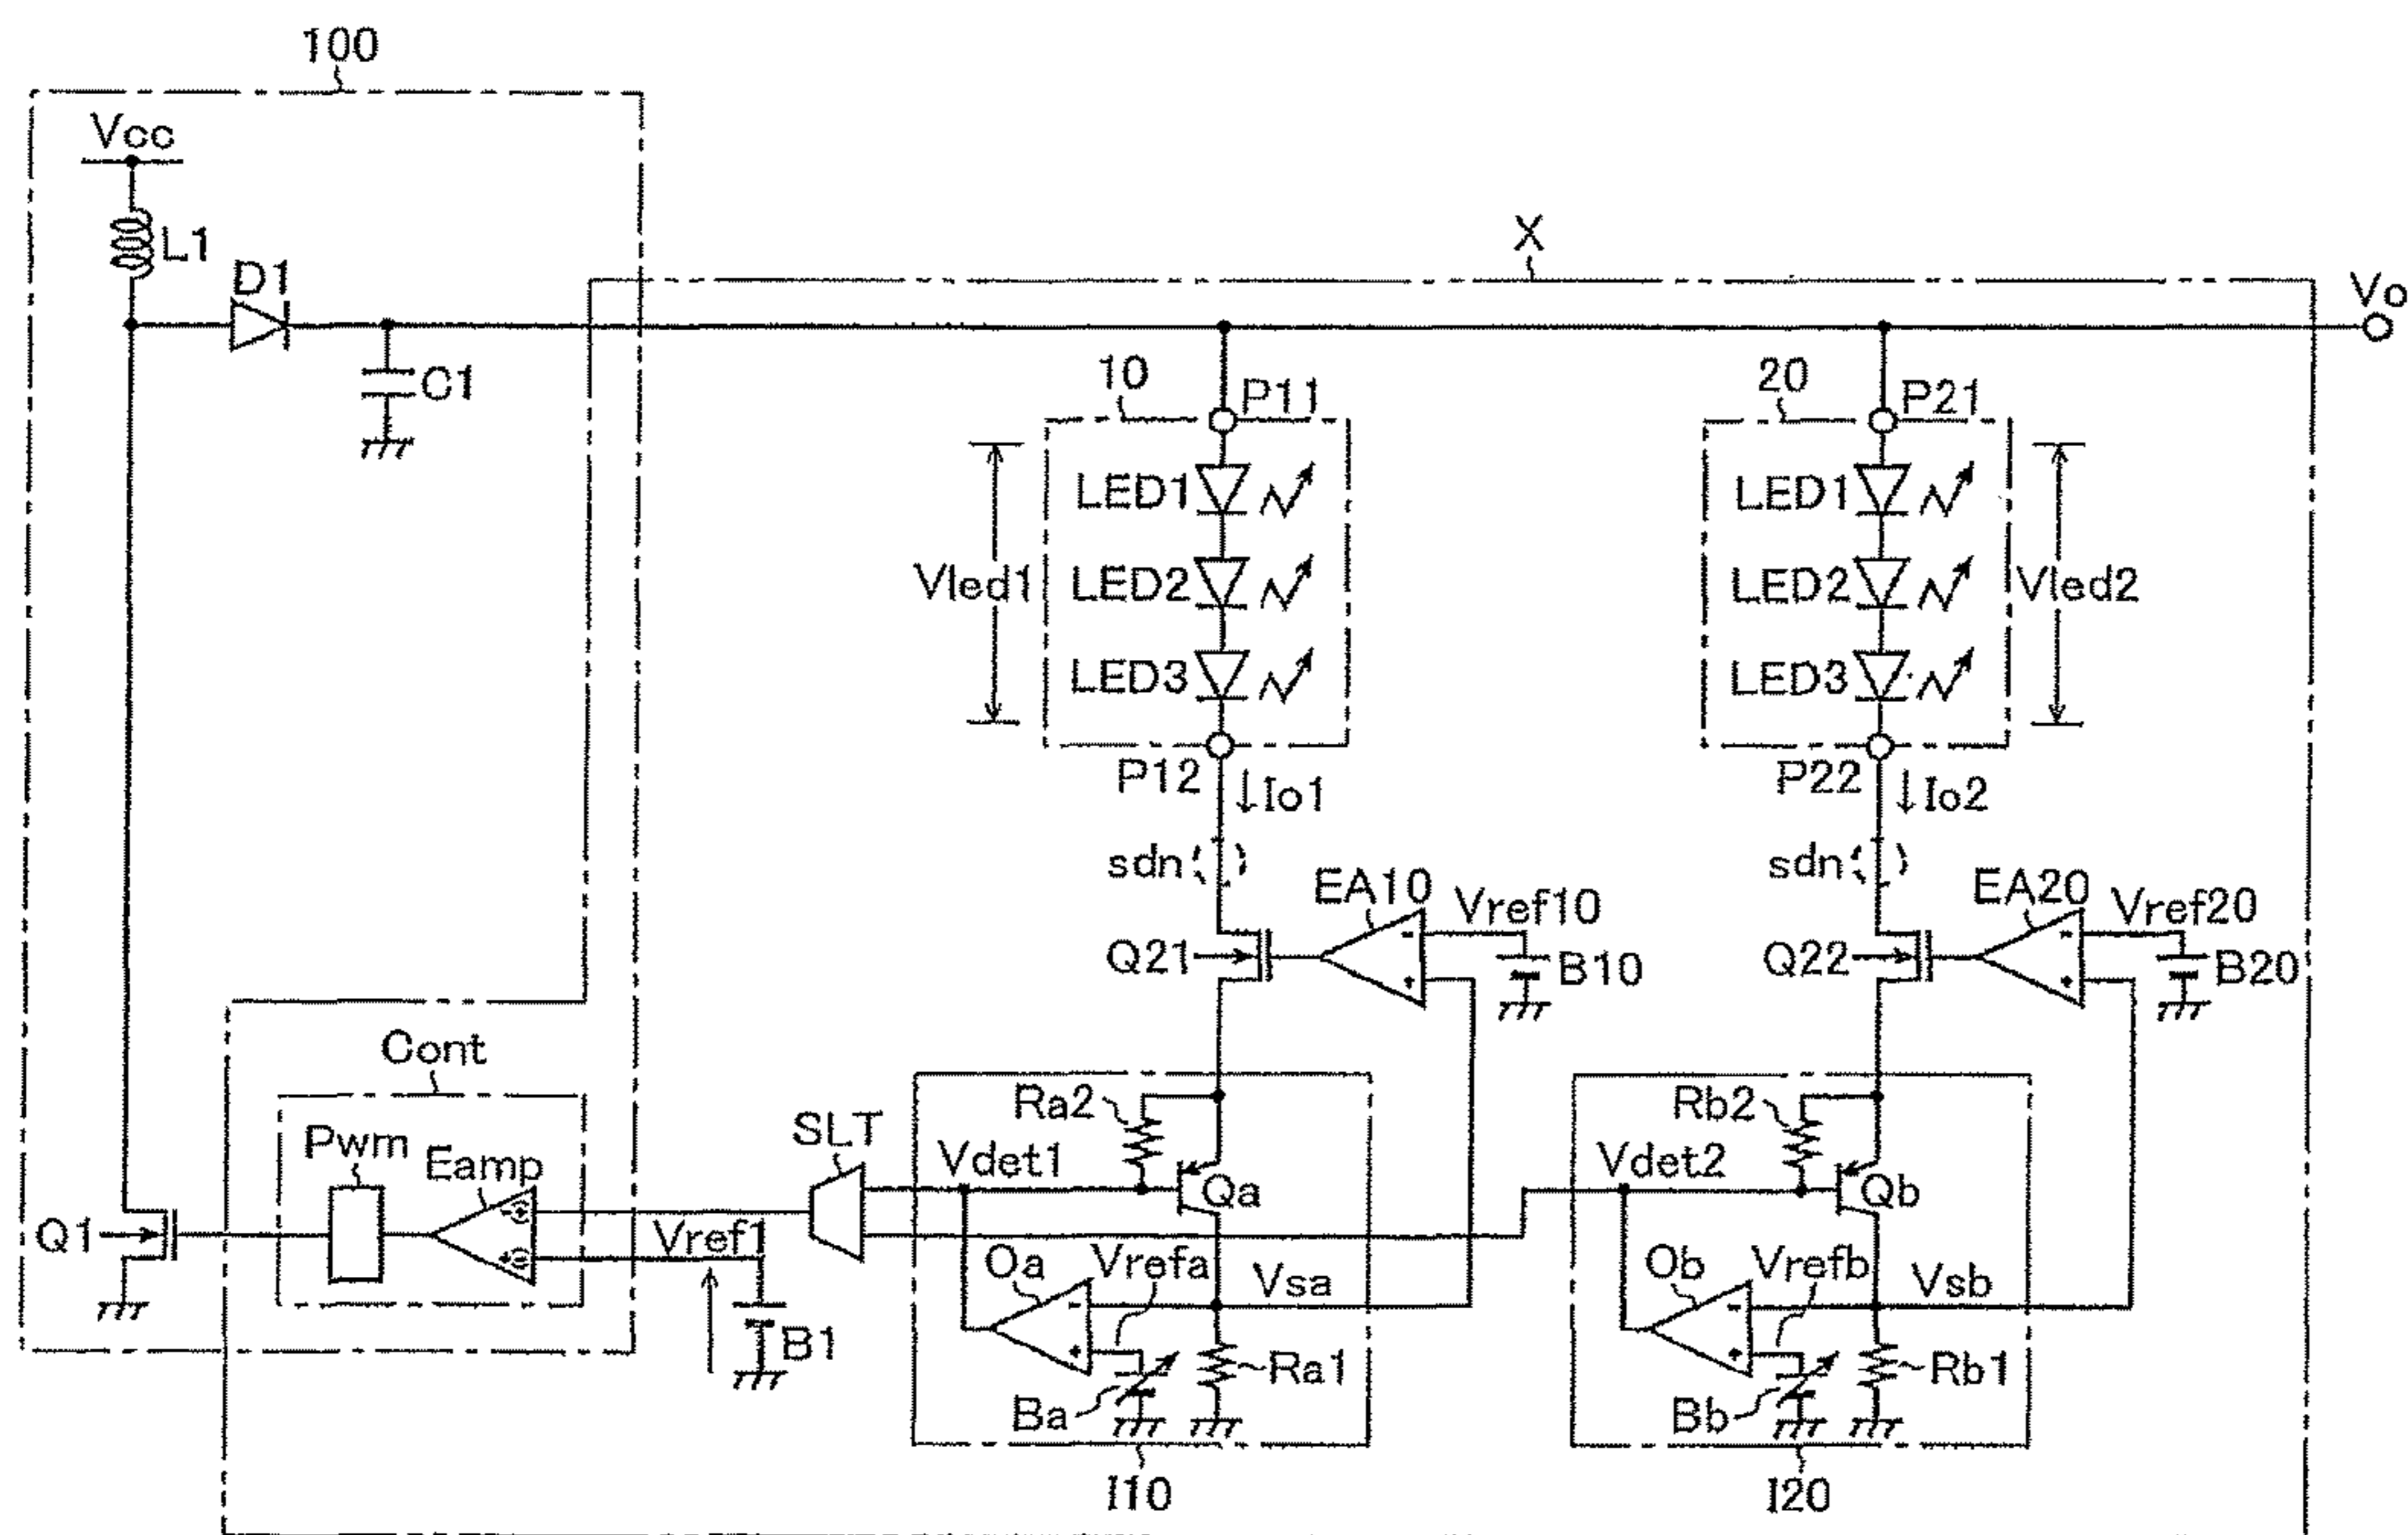 100
Vcc
L1
D1
C1
X
Vo
10
P11
20
P21
LED1
LED1
Vled1
LED2
LED2
Vled2
LED3
LED3
P12
Io1
P22
Io2
sdn
sdn
EA10
Vref10
EA20
Vref20
Q21
-
+
B10
Q22
-
+
B20
Cont
Pwm
Eamp
SLT
Ra2
Vdet1
Qa
Rb2
Vdet2
Qb
Q1
Vref1
B1
Oa
Vrefa
Vsa
-
+
Ba
Ra1
Ob
Vrefb
Vsb
-
+
Bb
Rb1
I10
I20